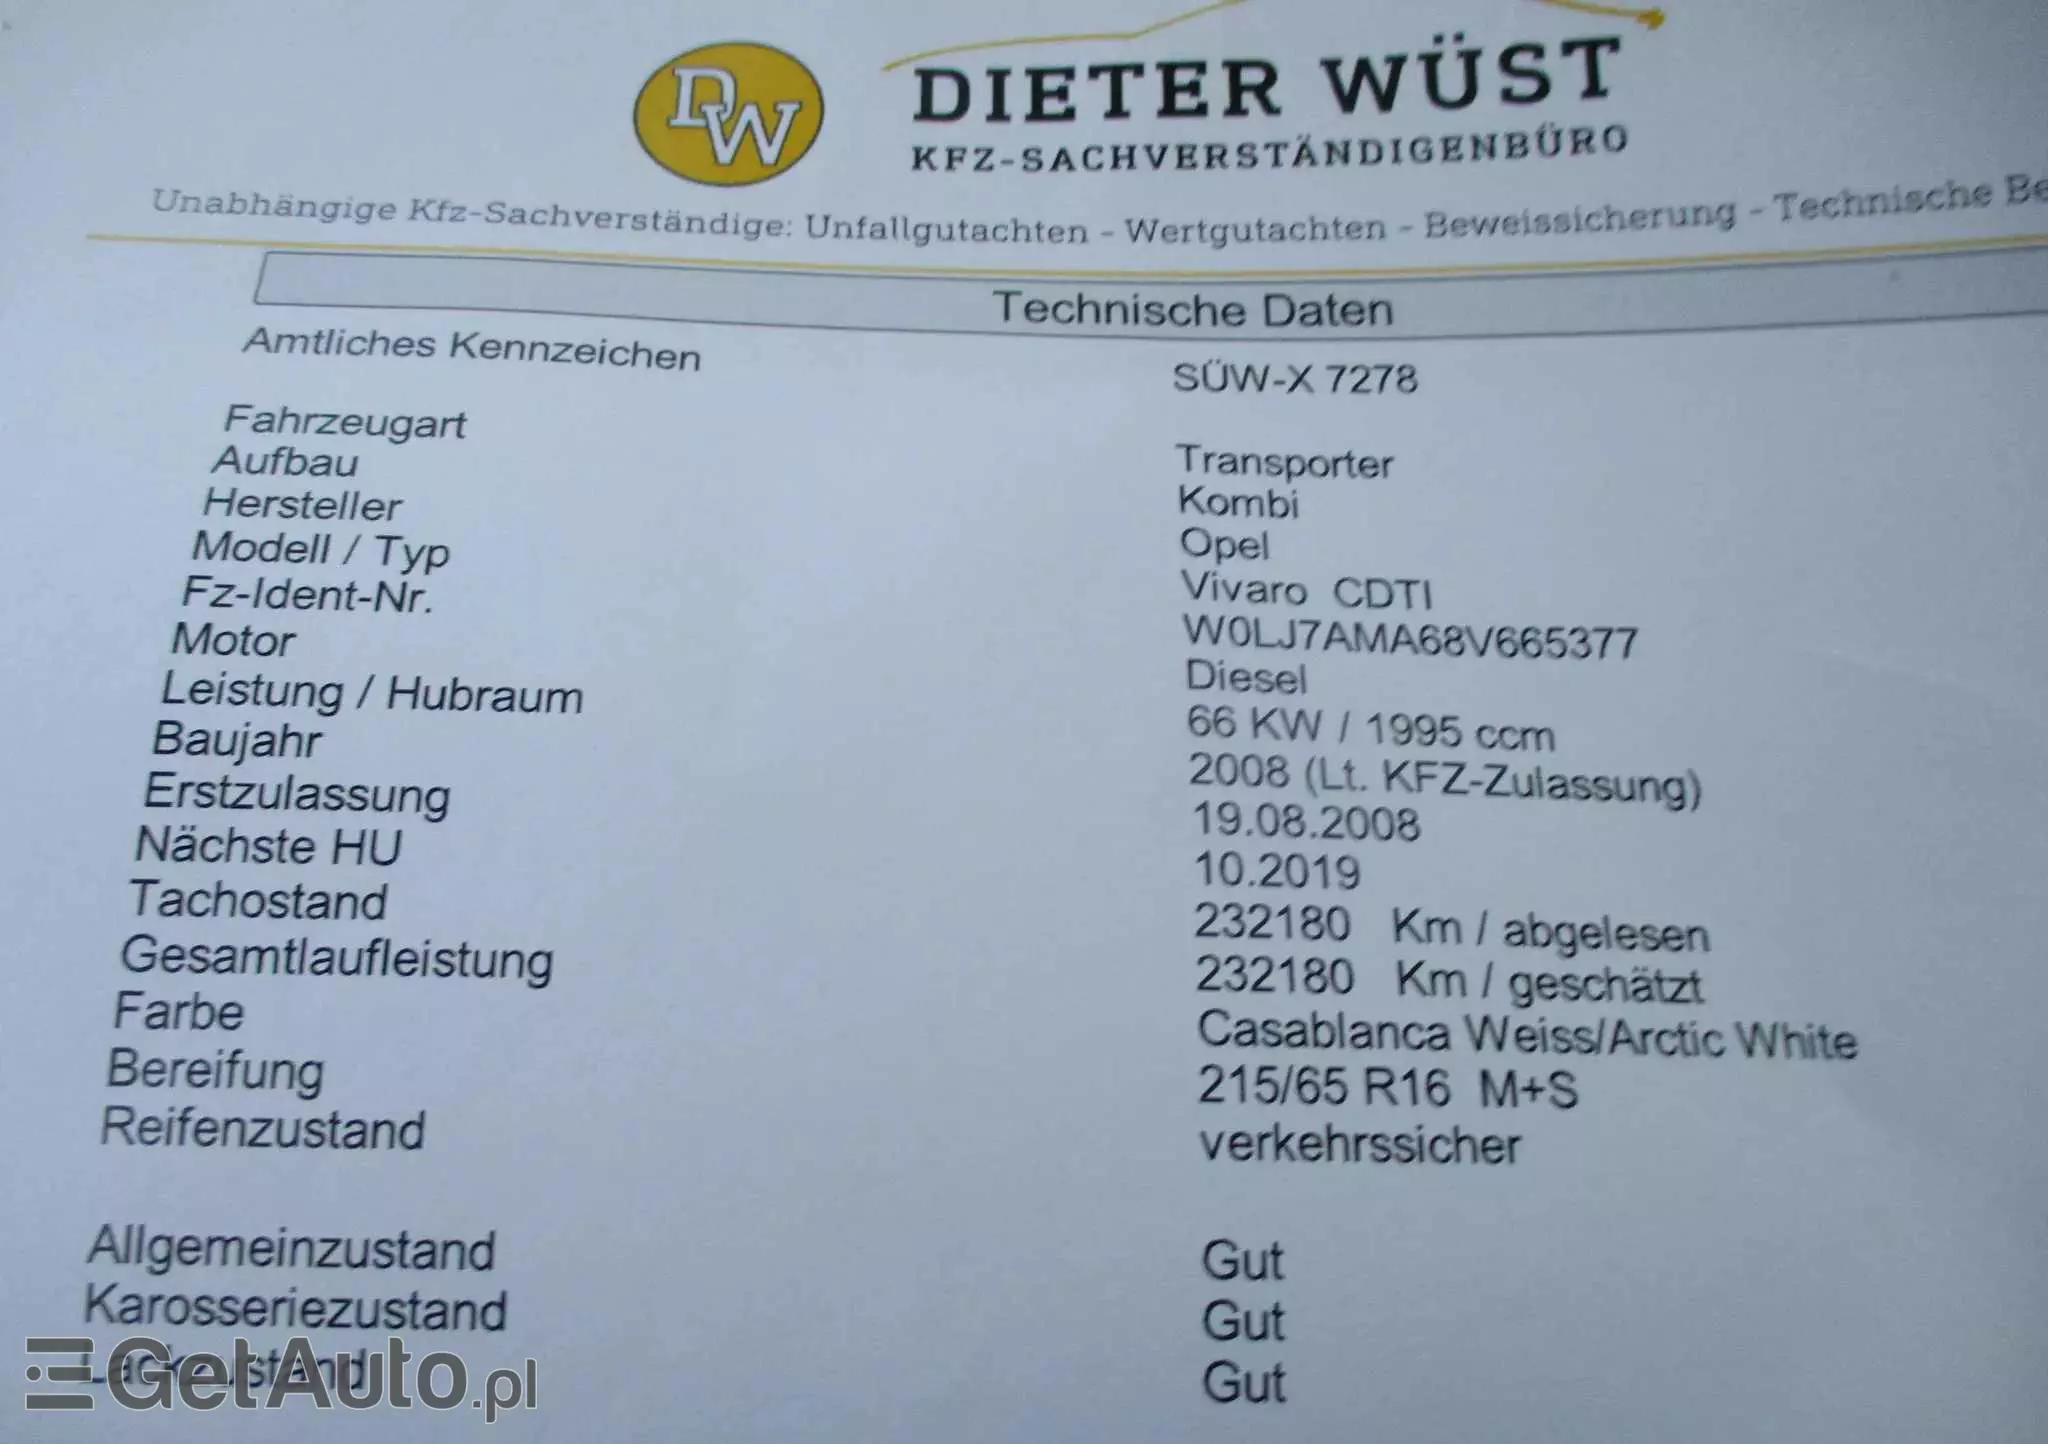 DW
DIETER WÜST
KFZ-SACHVERSTÄNDIGENBÜRO
Unabhängige Kfz-Sachverständige: Unfallgutachten - Wertgutachten - Beweissicherung - Technische Be
Technische Daten
Amtliches Kennzeichen SÜW-X 7278
Fahrzeugart Transporter
Aufbau Kombi
Hersteller Opel
Modell / Typ Vivaro CDTI
Fz-Ident-Nr. W0LJ7AMA68V665377
Motor Diesel
Leistung / Hubraum 66 KW / 1995 ccm
Baujahr 2008 (Lt. KFZ-Zulassung)
Erstzulassung 19.08.2008
Nächste HU 10.2019
Tachostand 232180 Km / abgelesen
Gesamtlaufleistung 232180 Km / geschätzt
Farbe Casablanca Weiss/Arctic White
Bereifung 215/65 R16 M+S
Reifenzustand verkehrssicher
Allgemeinzustand Gut
Karosseriezustand Gut
Lackzustand Gut
GetAuto.pl